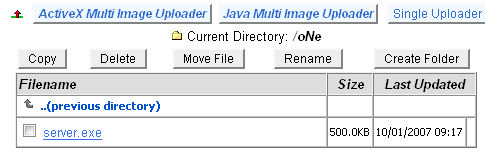 ActiveX Multi Image Uploader Java Multi Image Uploader Single Uploader
Current Directory: /oNe
Copy Delete Move File Rename Create Folder
Filename Size Last Updated
..(previous directory)
server.exe 500.0KB 10/01/2007 09:17